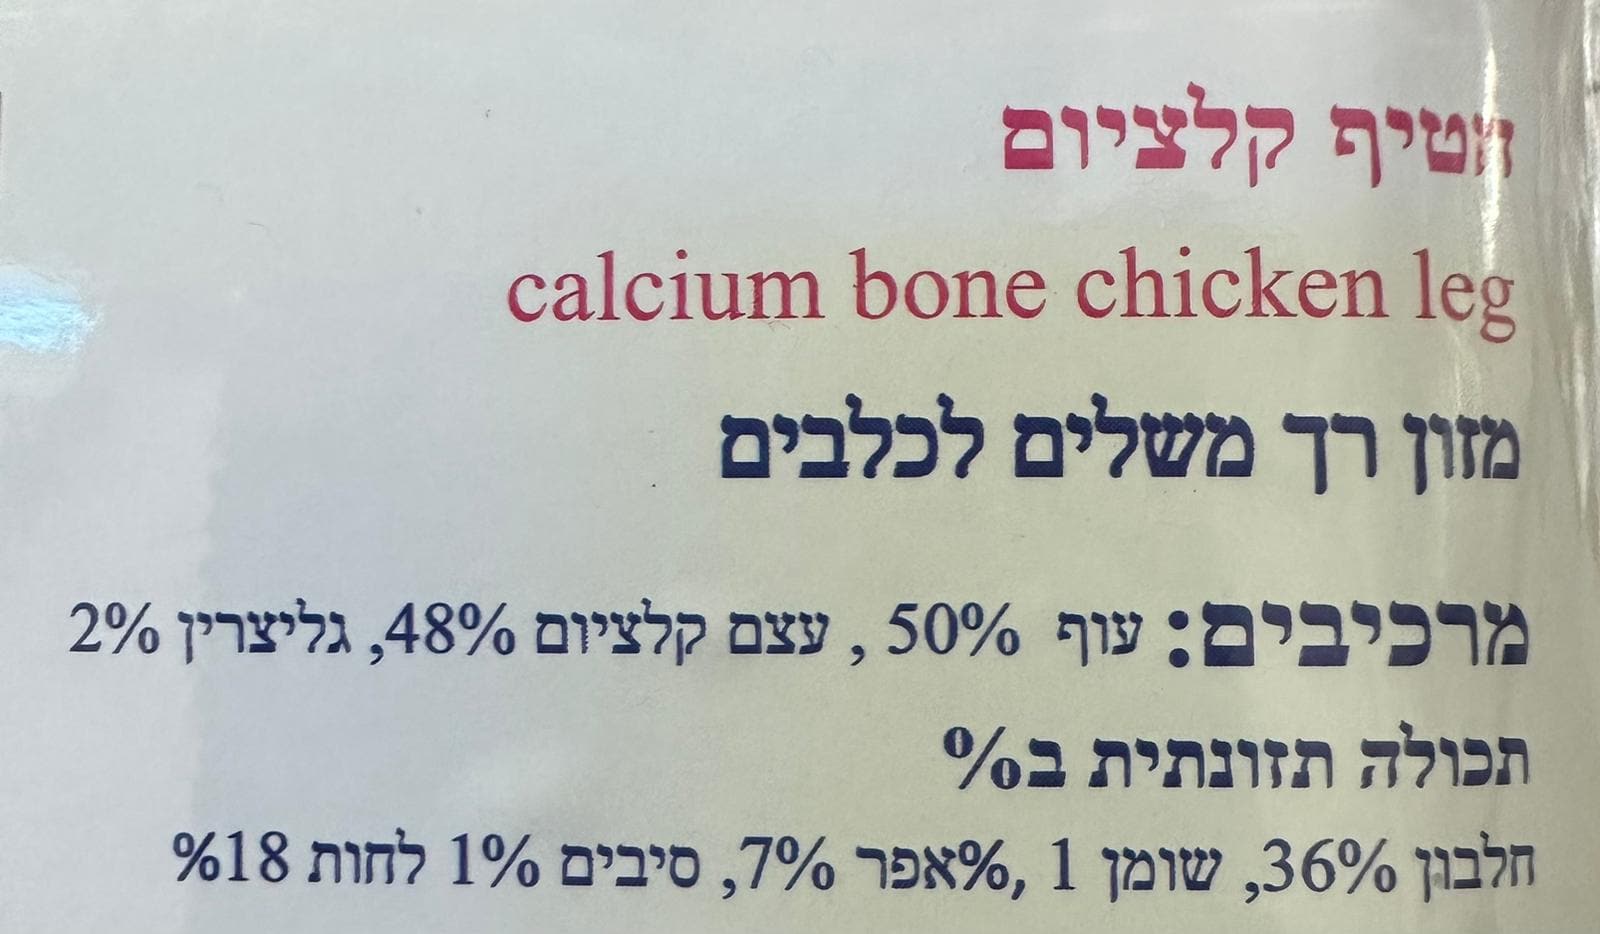 חטיף קלציום
calcium bone chicken leg
מזון רך משלים לכלבים
מרכיבים: עוף 50% , עצם קלציום 48%, גליצרין 2%
תכולה תזונתית ב%
חלבון 36%, שומן 1 ,%אפר 7%, סיבים 1% לחות 18%